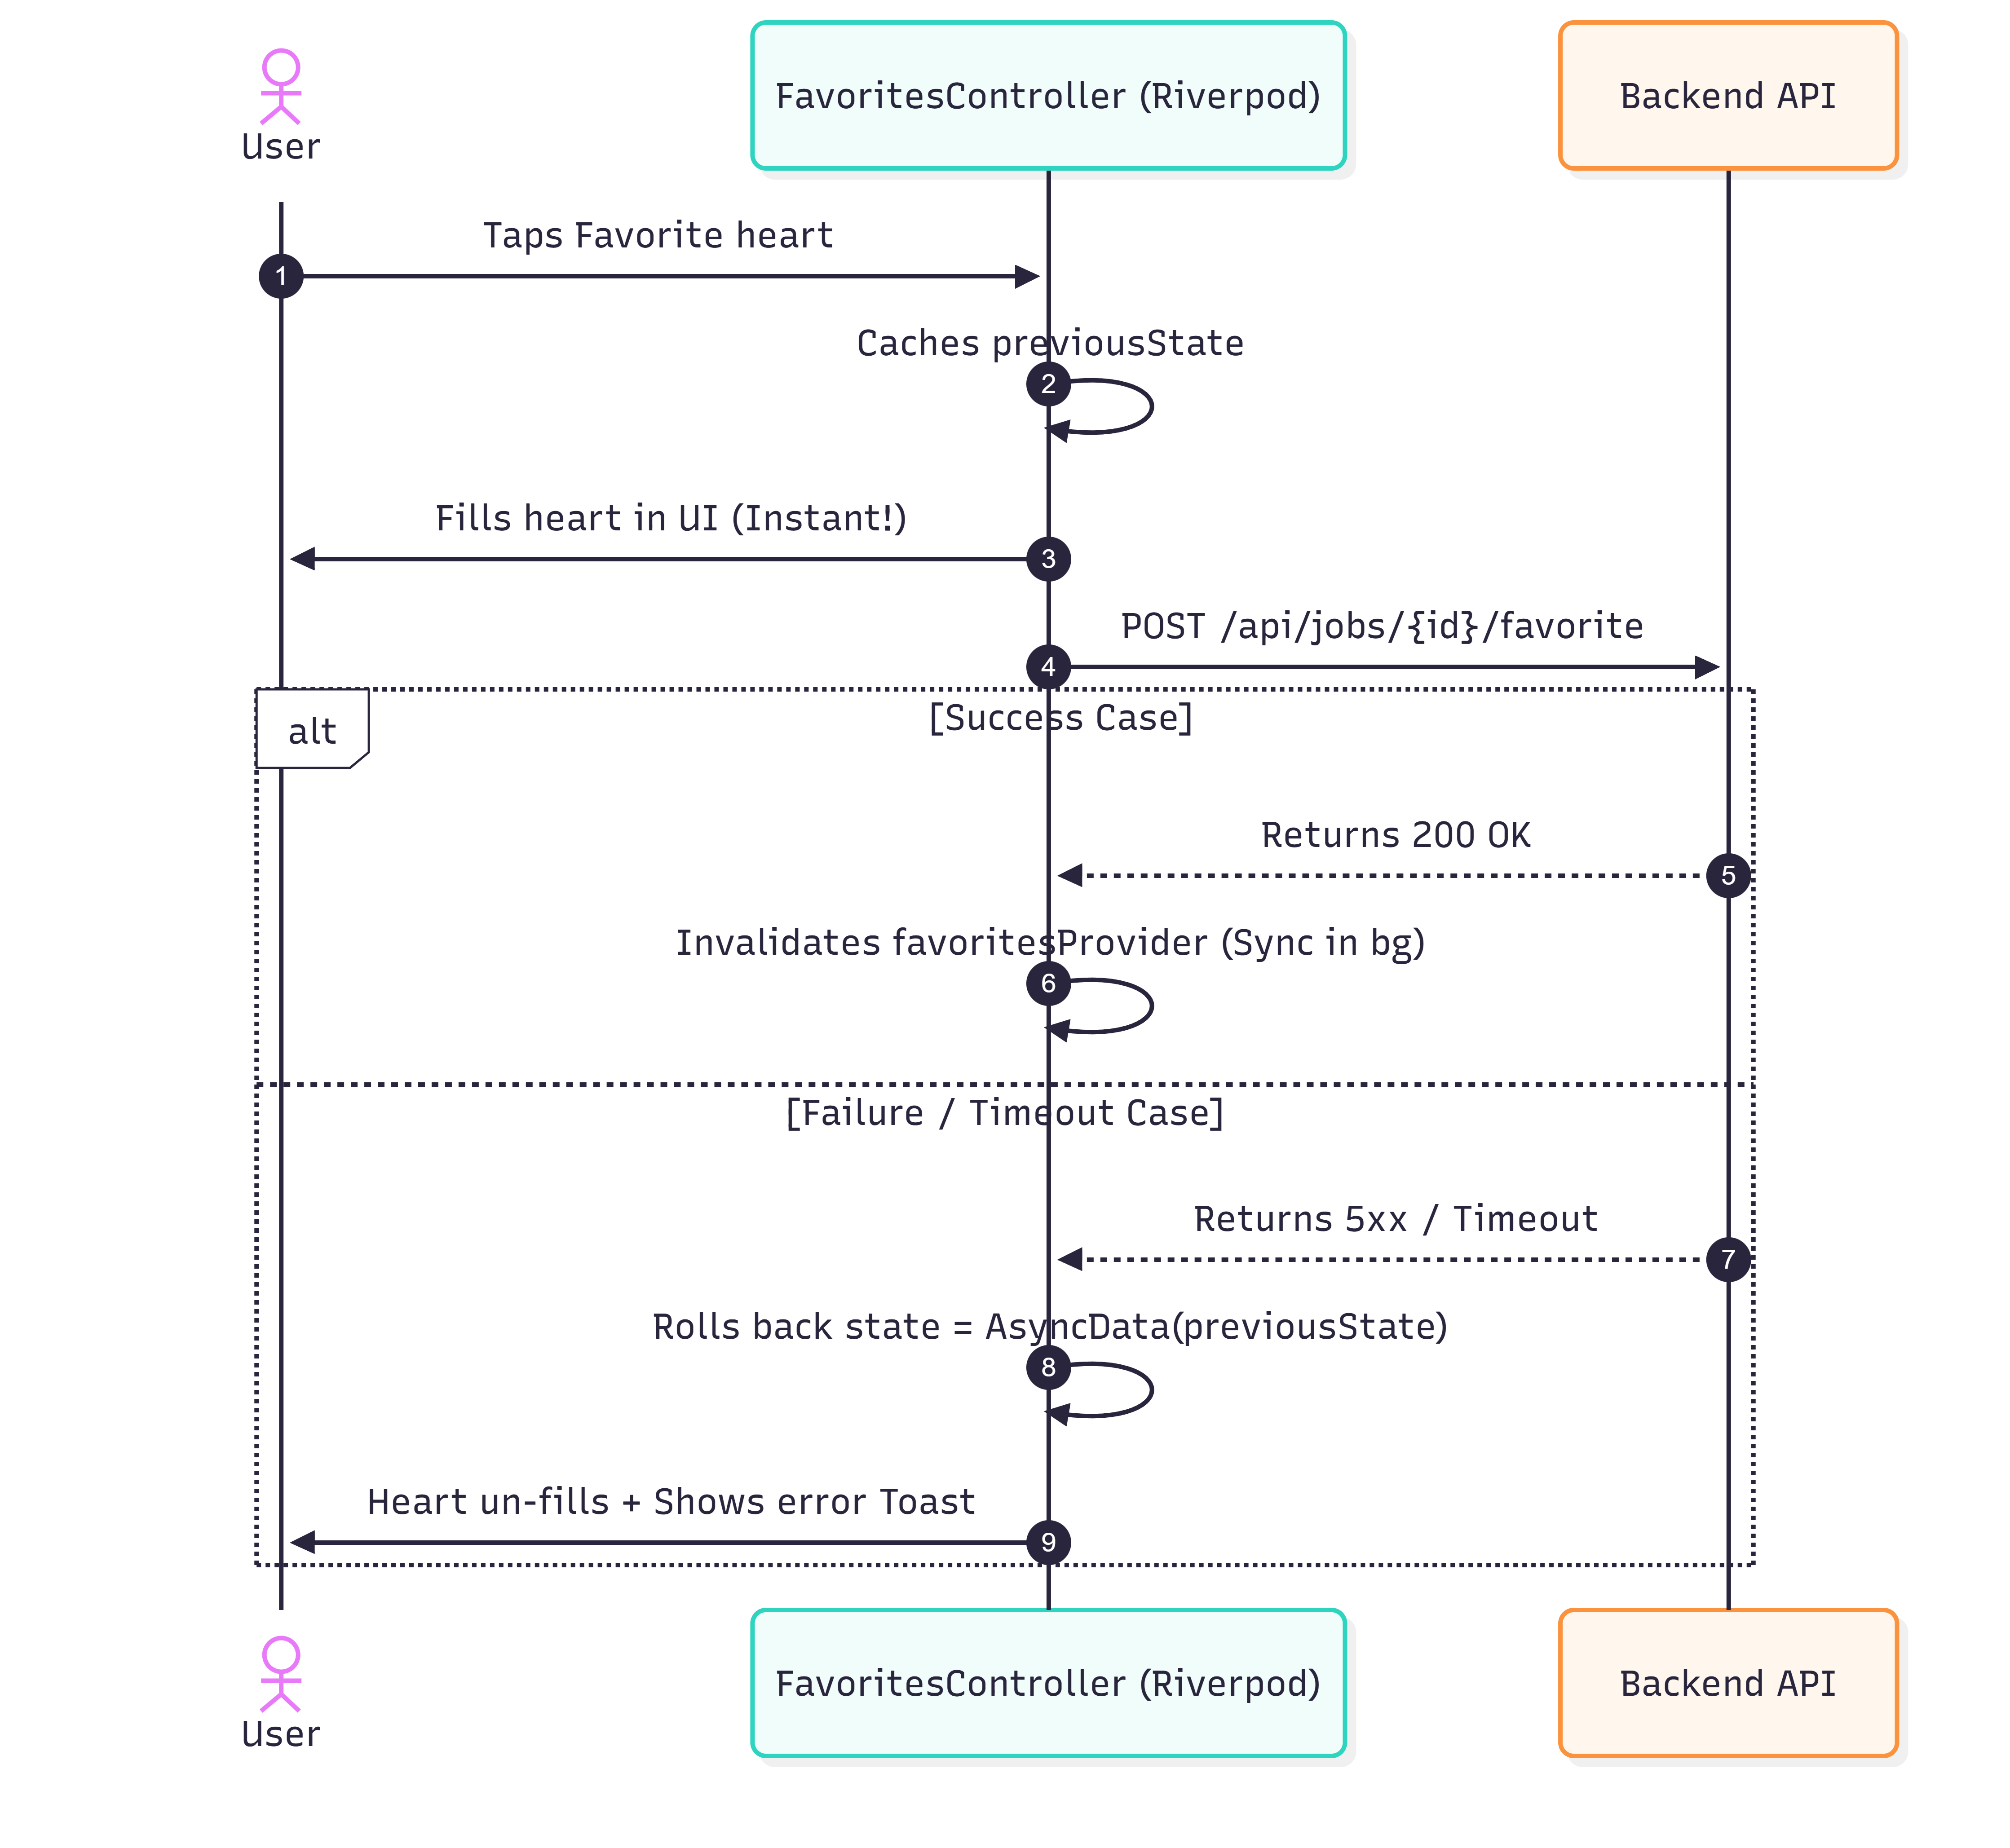 User
FavoritesController (Riverpod)
Backend API
Taps Favorite heart
1
Caches previousState
2
Fills heart in UI (Instant!)
3
POST /api/jobs/{id}/favorite
4
alt
[Success Case]
Returns 200 OK
5
Invalidates favoritesProvider (Sync in bg)
6
[Failure / Timeout Case]
Returns 5xx / Timeout
7
Rolls back state = AsyncData(previousState)
8
Heart un-fills + Shows error Toast
9
User
FavoritesController (Riverpod)
Backend API